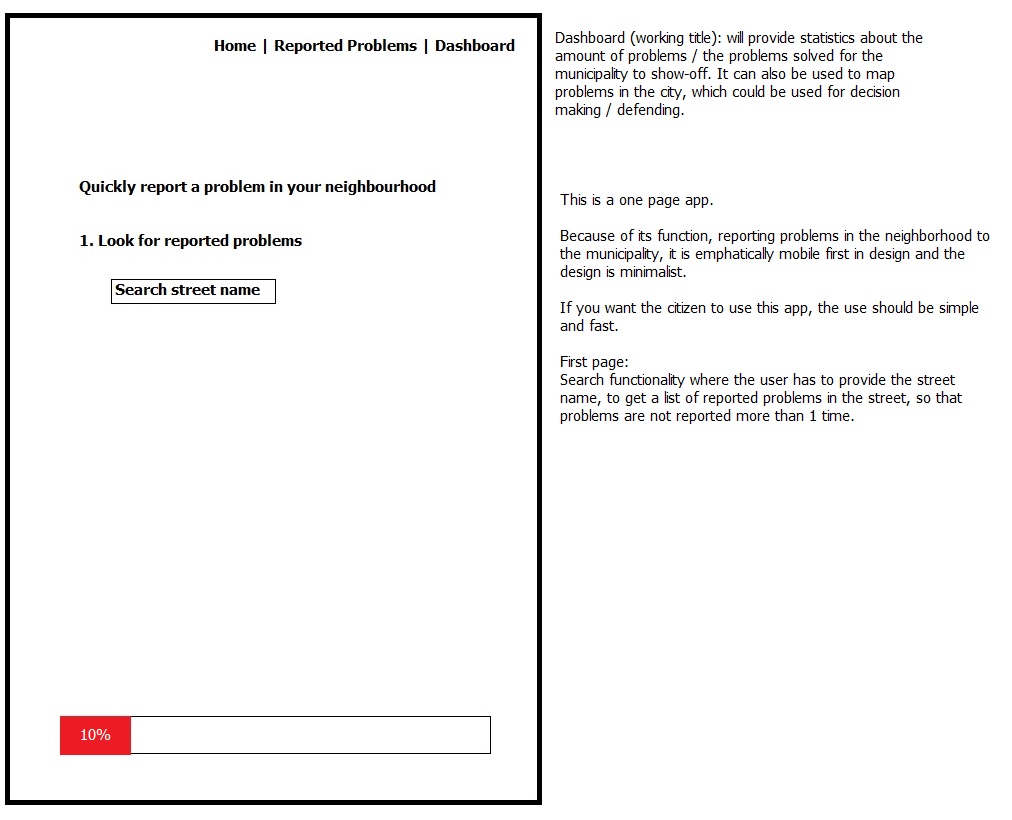 Home | Reported Problems | Dashboard
Quickly report a problem in your neighbourhood
1. Look for reported problems
Search street name
10%
Dashboard (working title): will provide statistics about the
amount of problems / the problems solved for the
municipality to show-off. It can also be used to map
problems in the city, which could be used for decision
making / defending.
This is a one page app.
Because of its function, reporting problems in the neighborhood to
the municipality, it is emphatically mobile first in design and the
design is minimalist.
If you want the citizen to use this app, the use should be simple
and fast.
First page:
Search functionality where the user has to provide the street
name, to get a list of reported problems in the street, so that
problems are not reported more than 1 time.